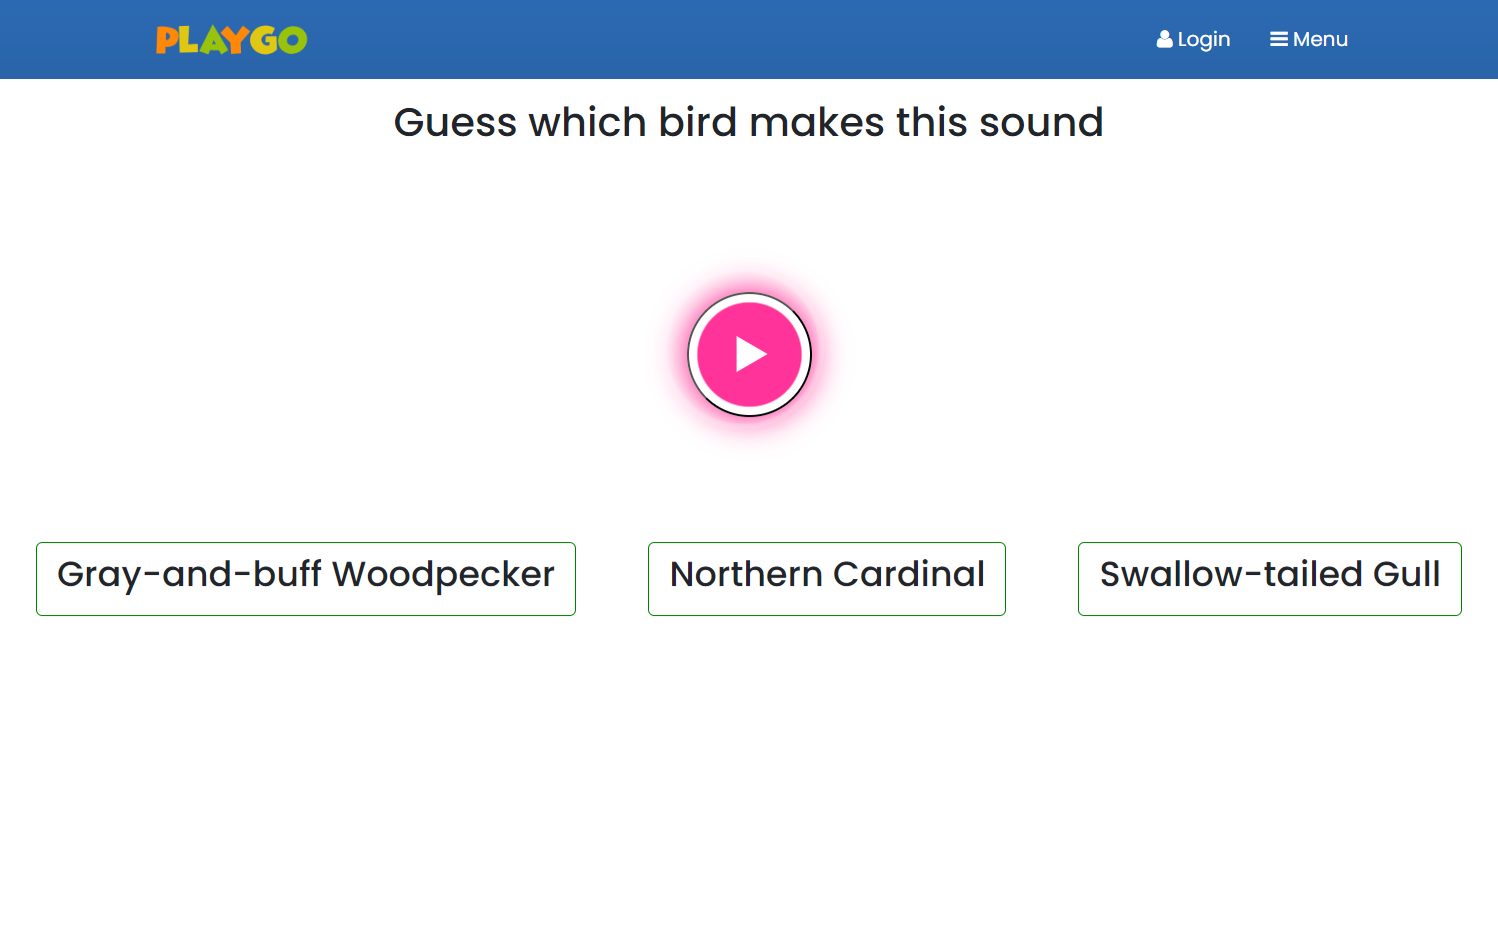 PLAYGO
Login
Menu
Guess which bird makes this sound
Gray-and-buff Woodpecker
Northern Cardinal
Swallow-tailed Gull